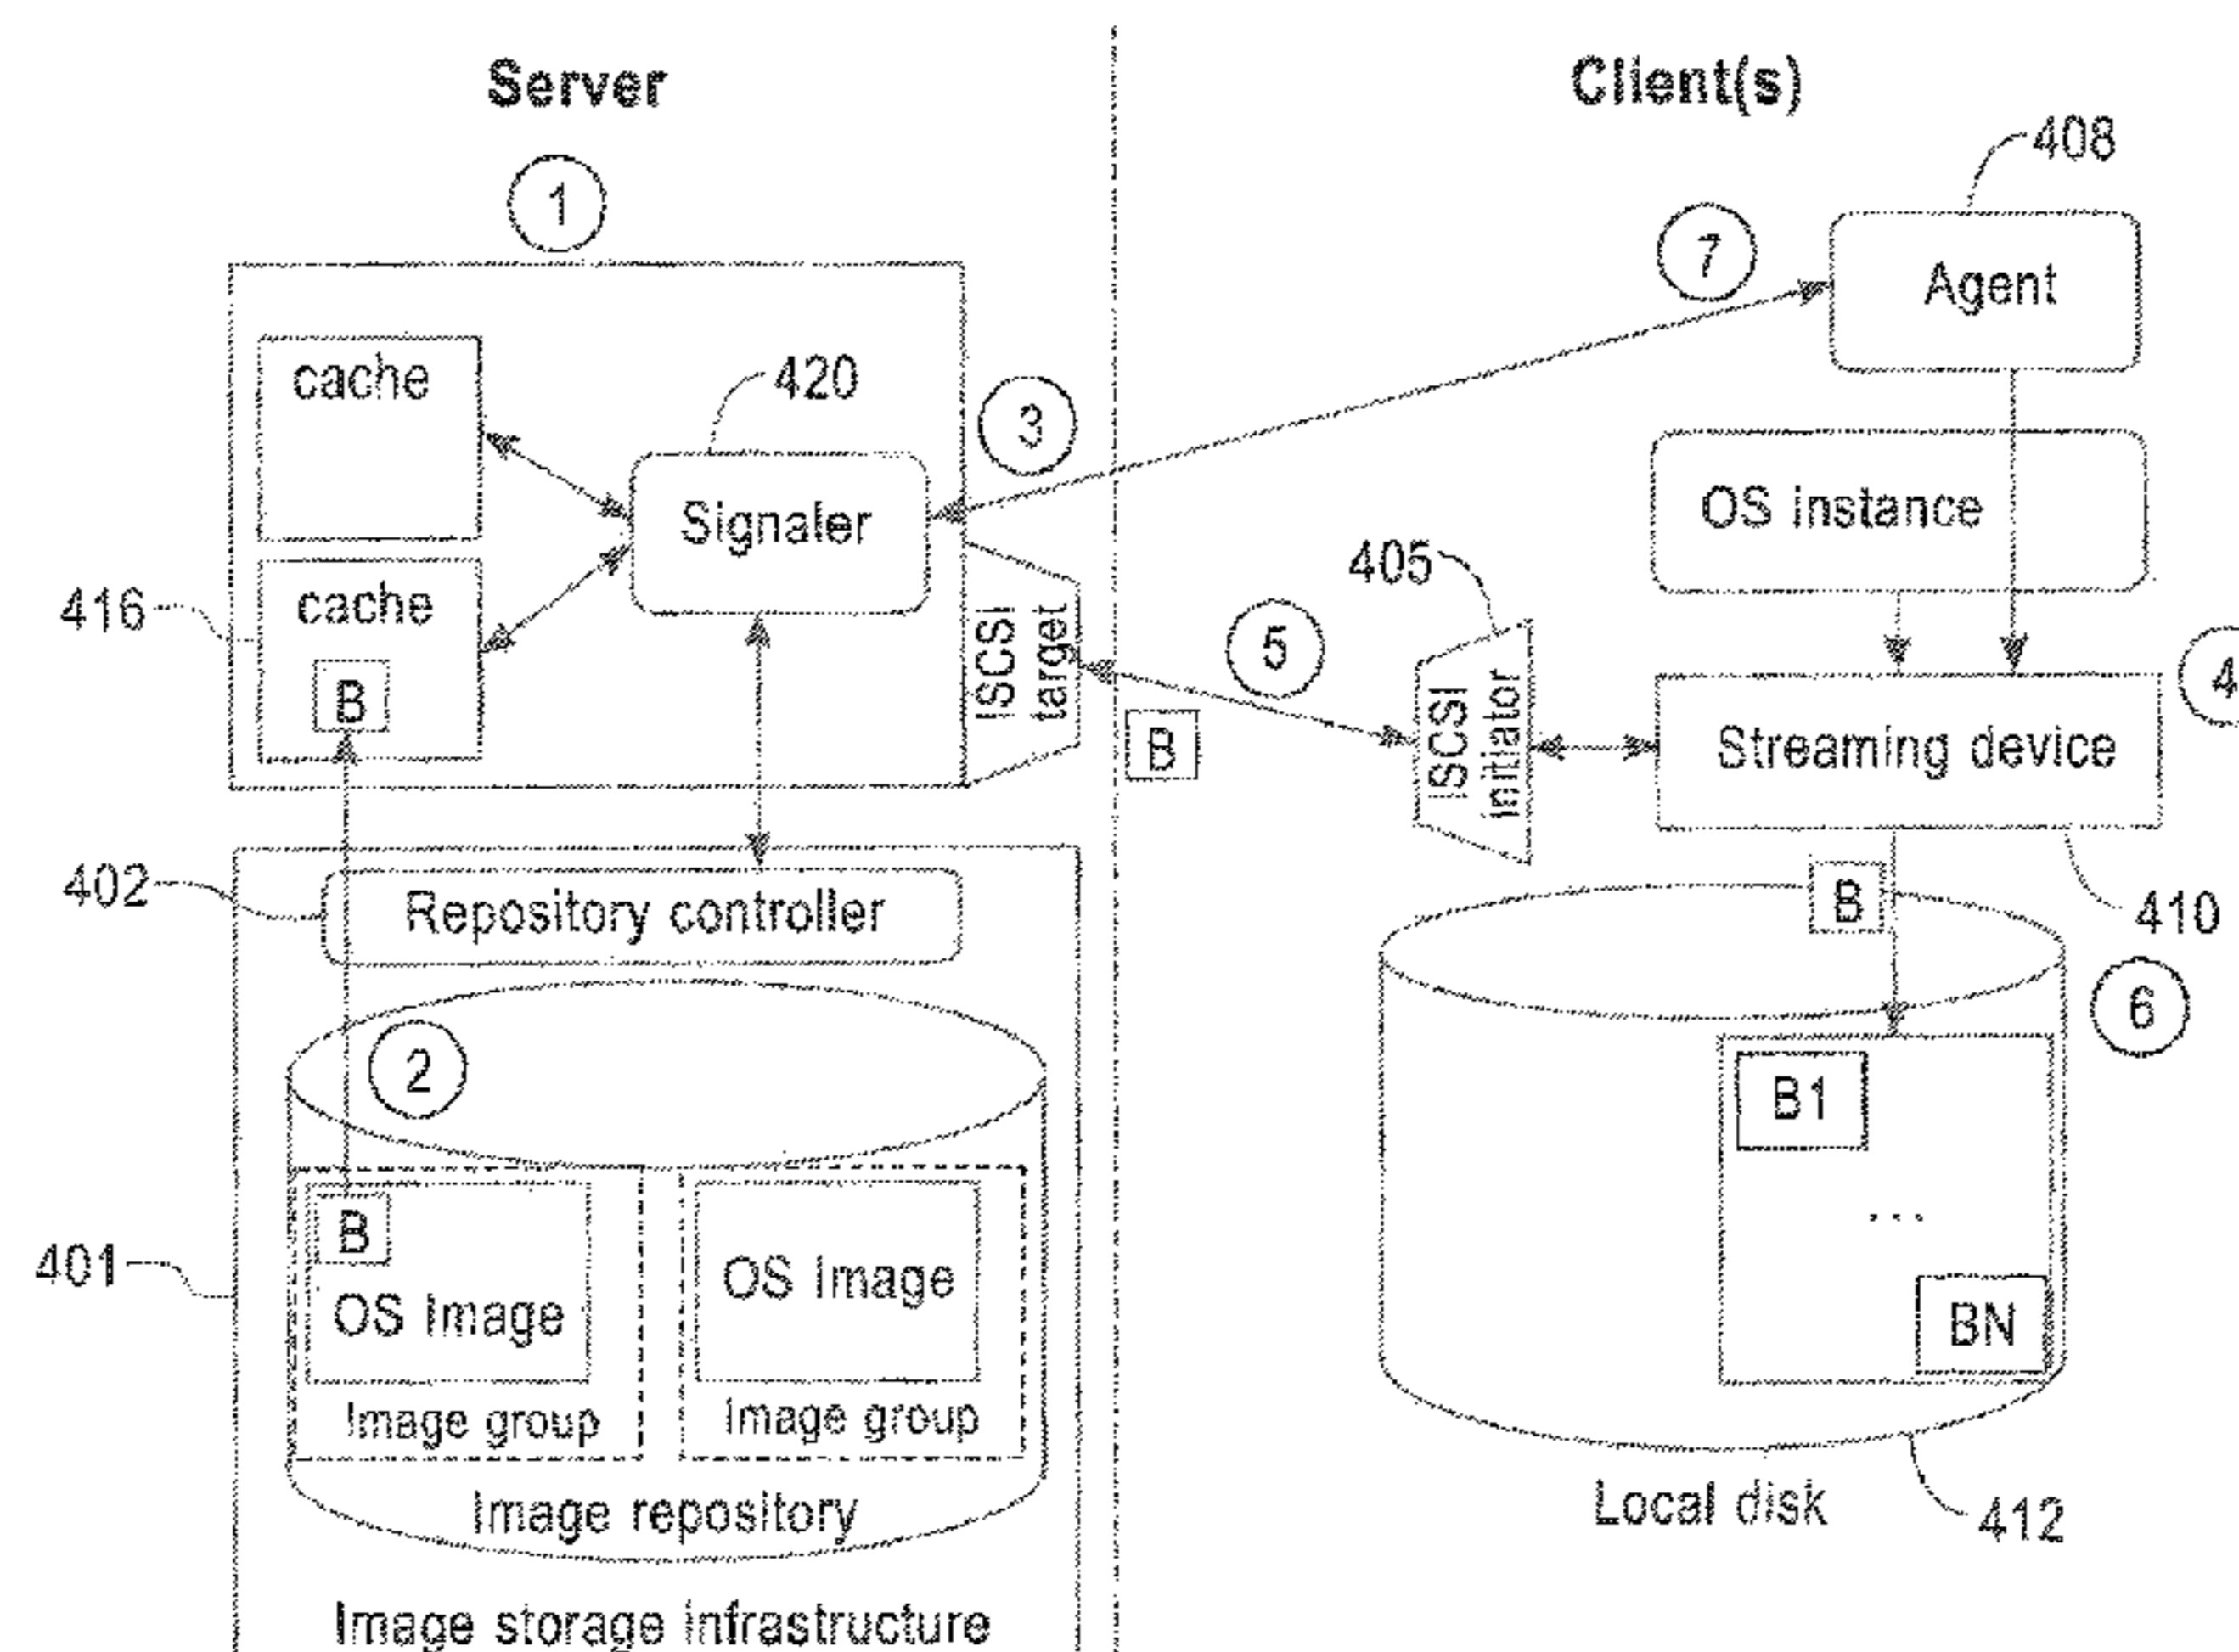 Server
Client(s)
408
1
7
Agent
cache
420
3
Signaler
OS instance
416
cache
B
iSCSI
target
5
B
405
iSCSI
initiator
4
Streaming device
402
Repository controller
B
410
6
2
B1
...
BN
401
B
OS Image
OS Image
Image group
Image group
Image repository
Local disk
412
Image storage infrastructure